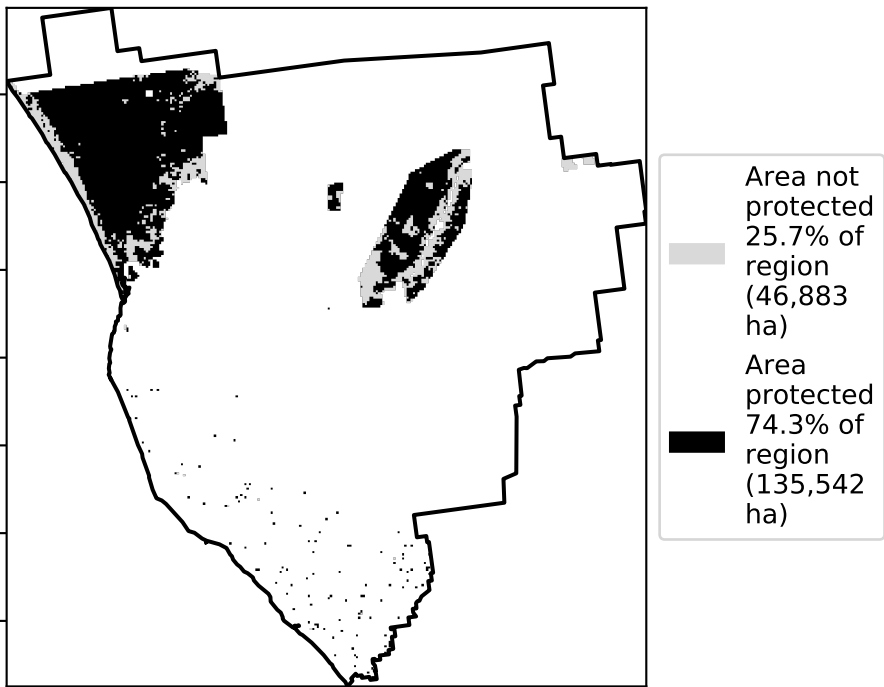 Area not
protected
25.7% of
region
(46,883
ha)
Area
protected
74.3% of
region
(135,542
ha)